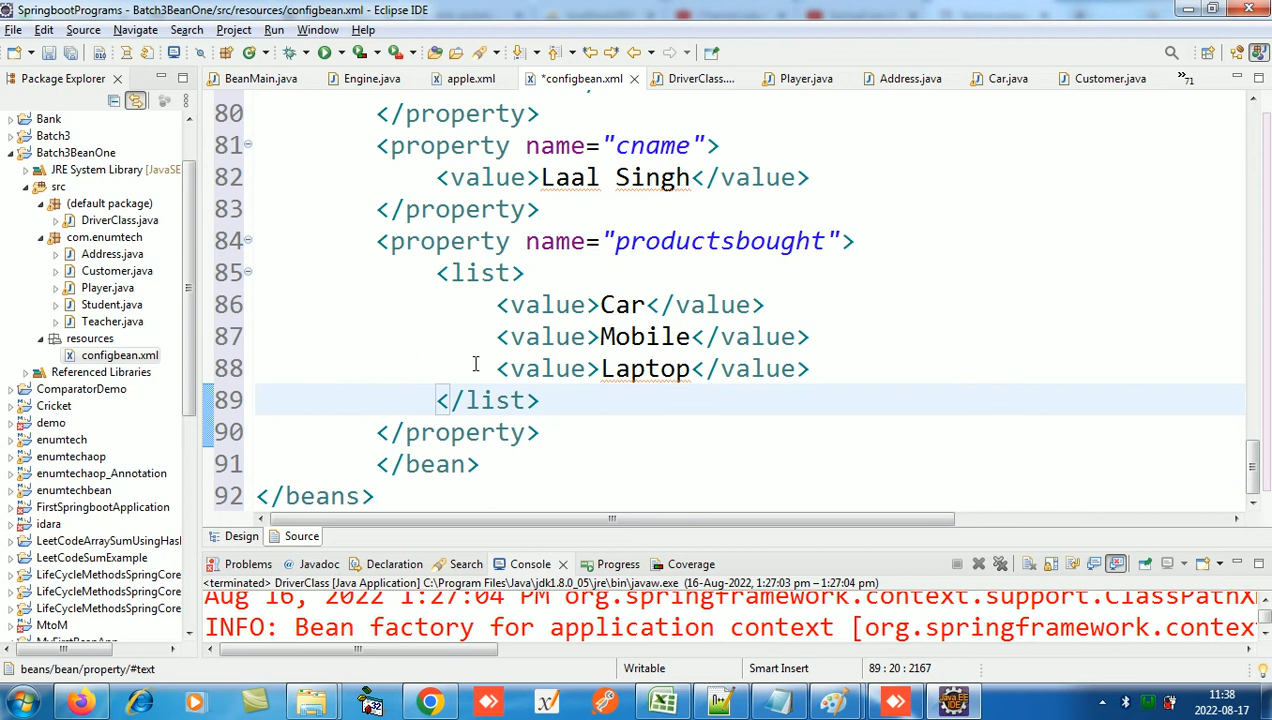 SpringbootPrograms - Batch3BeanOne/src/resources/configbean.xml - Eclipse IDE
File Edit Source Navigate Search Project Run Window Help
Package Explorer
BeanMain.java Engine.java apple.xml *configbean.xml DriverClass.... Player.java Address.java Car.java Customer.java 71
Bank
Batch3
Batch3BeanOne
JRE System Library [JavaSE
src
(default package)
DriverClass.java
com.enumtech
Address.java
Customer.java
Player.java
Student.java
Teacher.java
resources
configbean.xml
Referenced Libraries
ComparatorDemo
Cricket
demo
enumtech
enumtechaop
enumtechaop_Annotation
enumtechbean
FirstSpringbootApplication
idara
LeetCodeArraySumUsingHash
LeetCodeSumExample
LifeCycleMethodsSpringCore
LifeCycleMethodsSpringCore
LifeCycleMethodsSpringCore
MtoM
MyFirstBeanApp
80 </property>
81 <property name="cname">
82 <value>Laal Singh</value>
83 </property>
84 <property name="productsbought">
85 <list>
86 <value>Car</value>
87 <value>Mobile</value>
88 <value>Laptop</value>
89 </list>
90 </property>
91 </bean>
92 </beans>
Design Source
Problems Javadoc Declaration Search Console Progress Coverage
<terminated> DriverClass [Java Application] C:\Program Files\Java\jdk1.8.0_05\jre\bin\javaw.exe (16-Aug-2022, 1:27:03 pm – 1:27:04 pm)
Aug 16, 2022 1:27:04 PM org.springframework.context.support.ClassPathX
INFO: Bean factory for application context [org.springframework.context
beans/bean/property/#text
Writable
Smart Insert
89 : 20 : 2167
11:38
2022-08-17